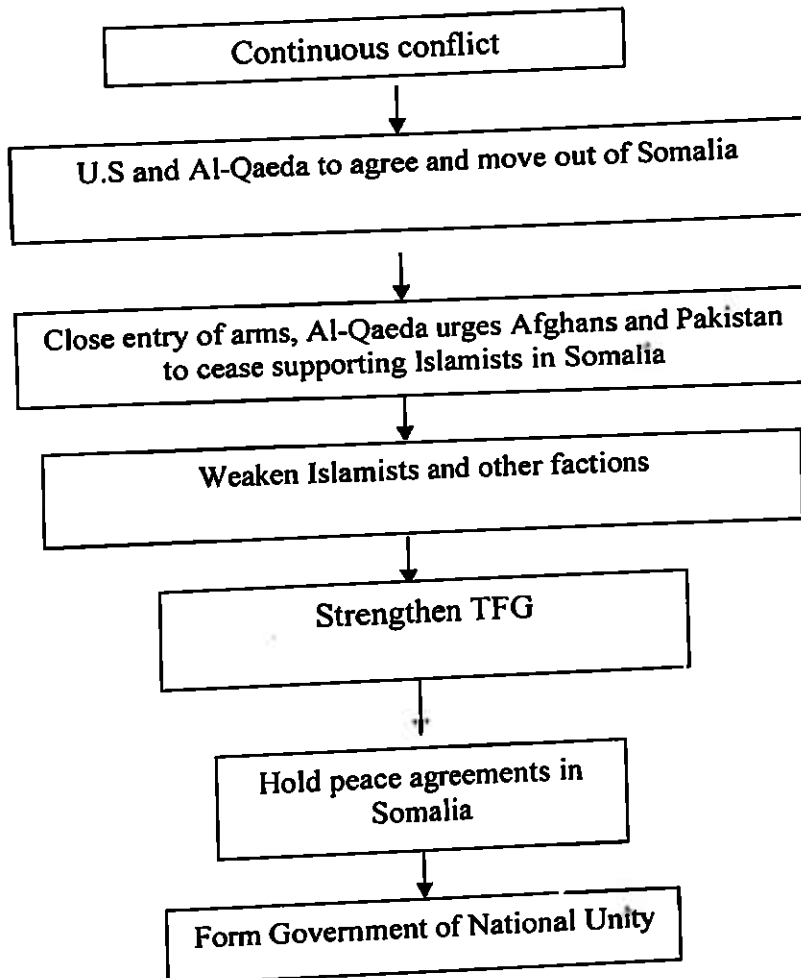 Continuous conflict
U.S and Al-Qaeda to agree and move out of Somalia
Close entry of arms, Al-Qaeda urges Afghans and Pakistan
to cease supporting Islamists in Somalia
Weaken Islamists and other factions
Strengthen TFG
Hold peace agreements in
Somalia
Form Government of National Unity